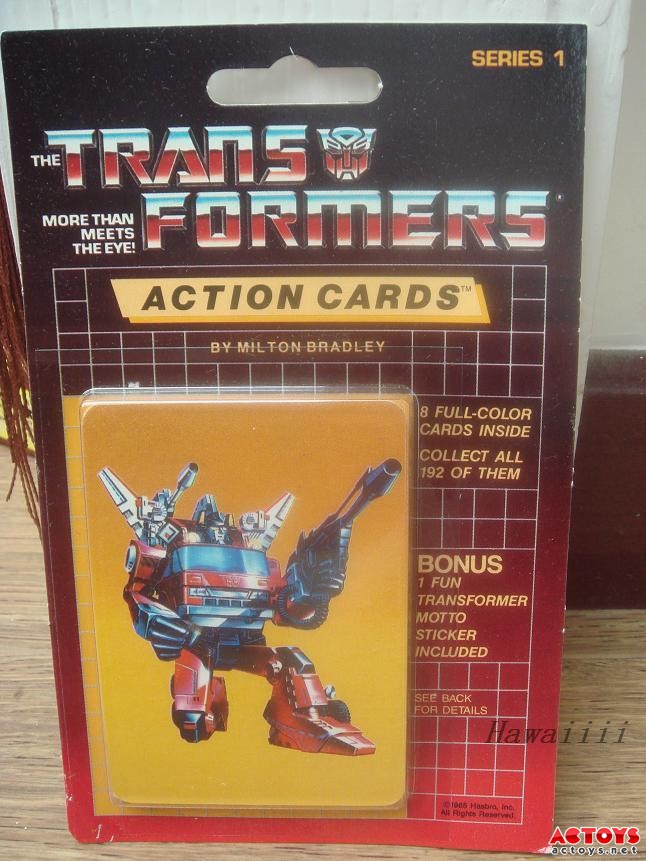 SERIES 1
THE TRANS
FORMERS®
MORE THAN
MEETS
THE EYE!
ACTION CARDS™
BY MILTON BRADLEY
8 FULL-COLOR
CARDS INSIDE
COLLECT ALL
192 OF THEM
BONUS
1 FUN
TRANSFORMER
MOTTO
STICKER
INCLUDED
SEE BACK
FOR DETAILS
Hawaiiii
©1985 Hasbro, Inc.
All Rights Reserved.
ACTOYS
actoys.net